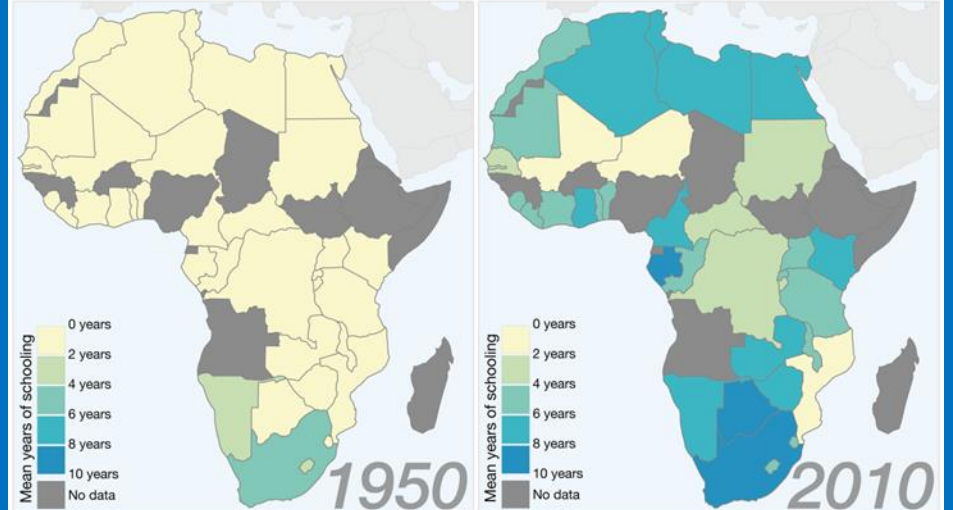 Mean years of schooling
0 years
2 years
4 years
6 years
8 years
10 years
No data
1950
Mean years of schooling
0 years
2 years
4 years
6 years
8 years
10 years
No data
2010